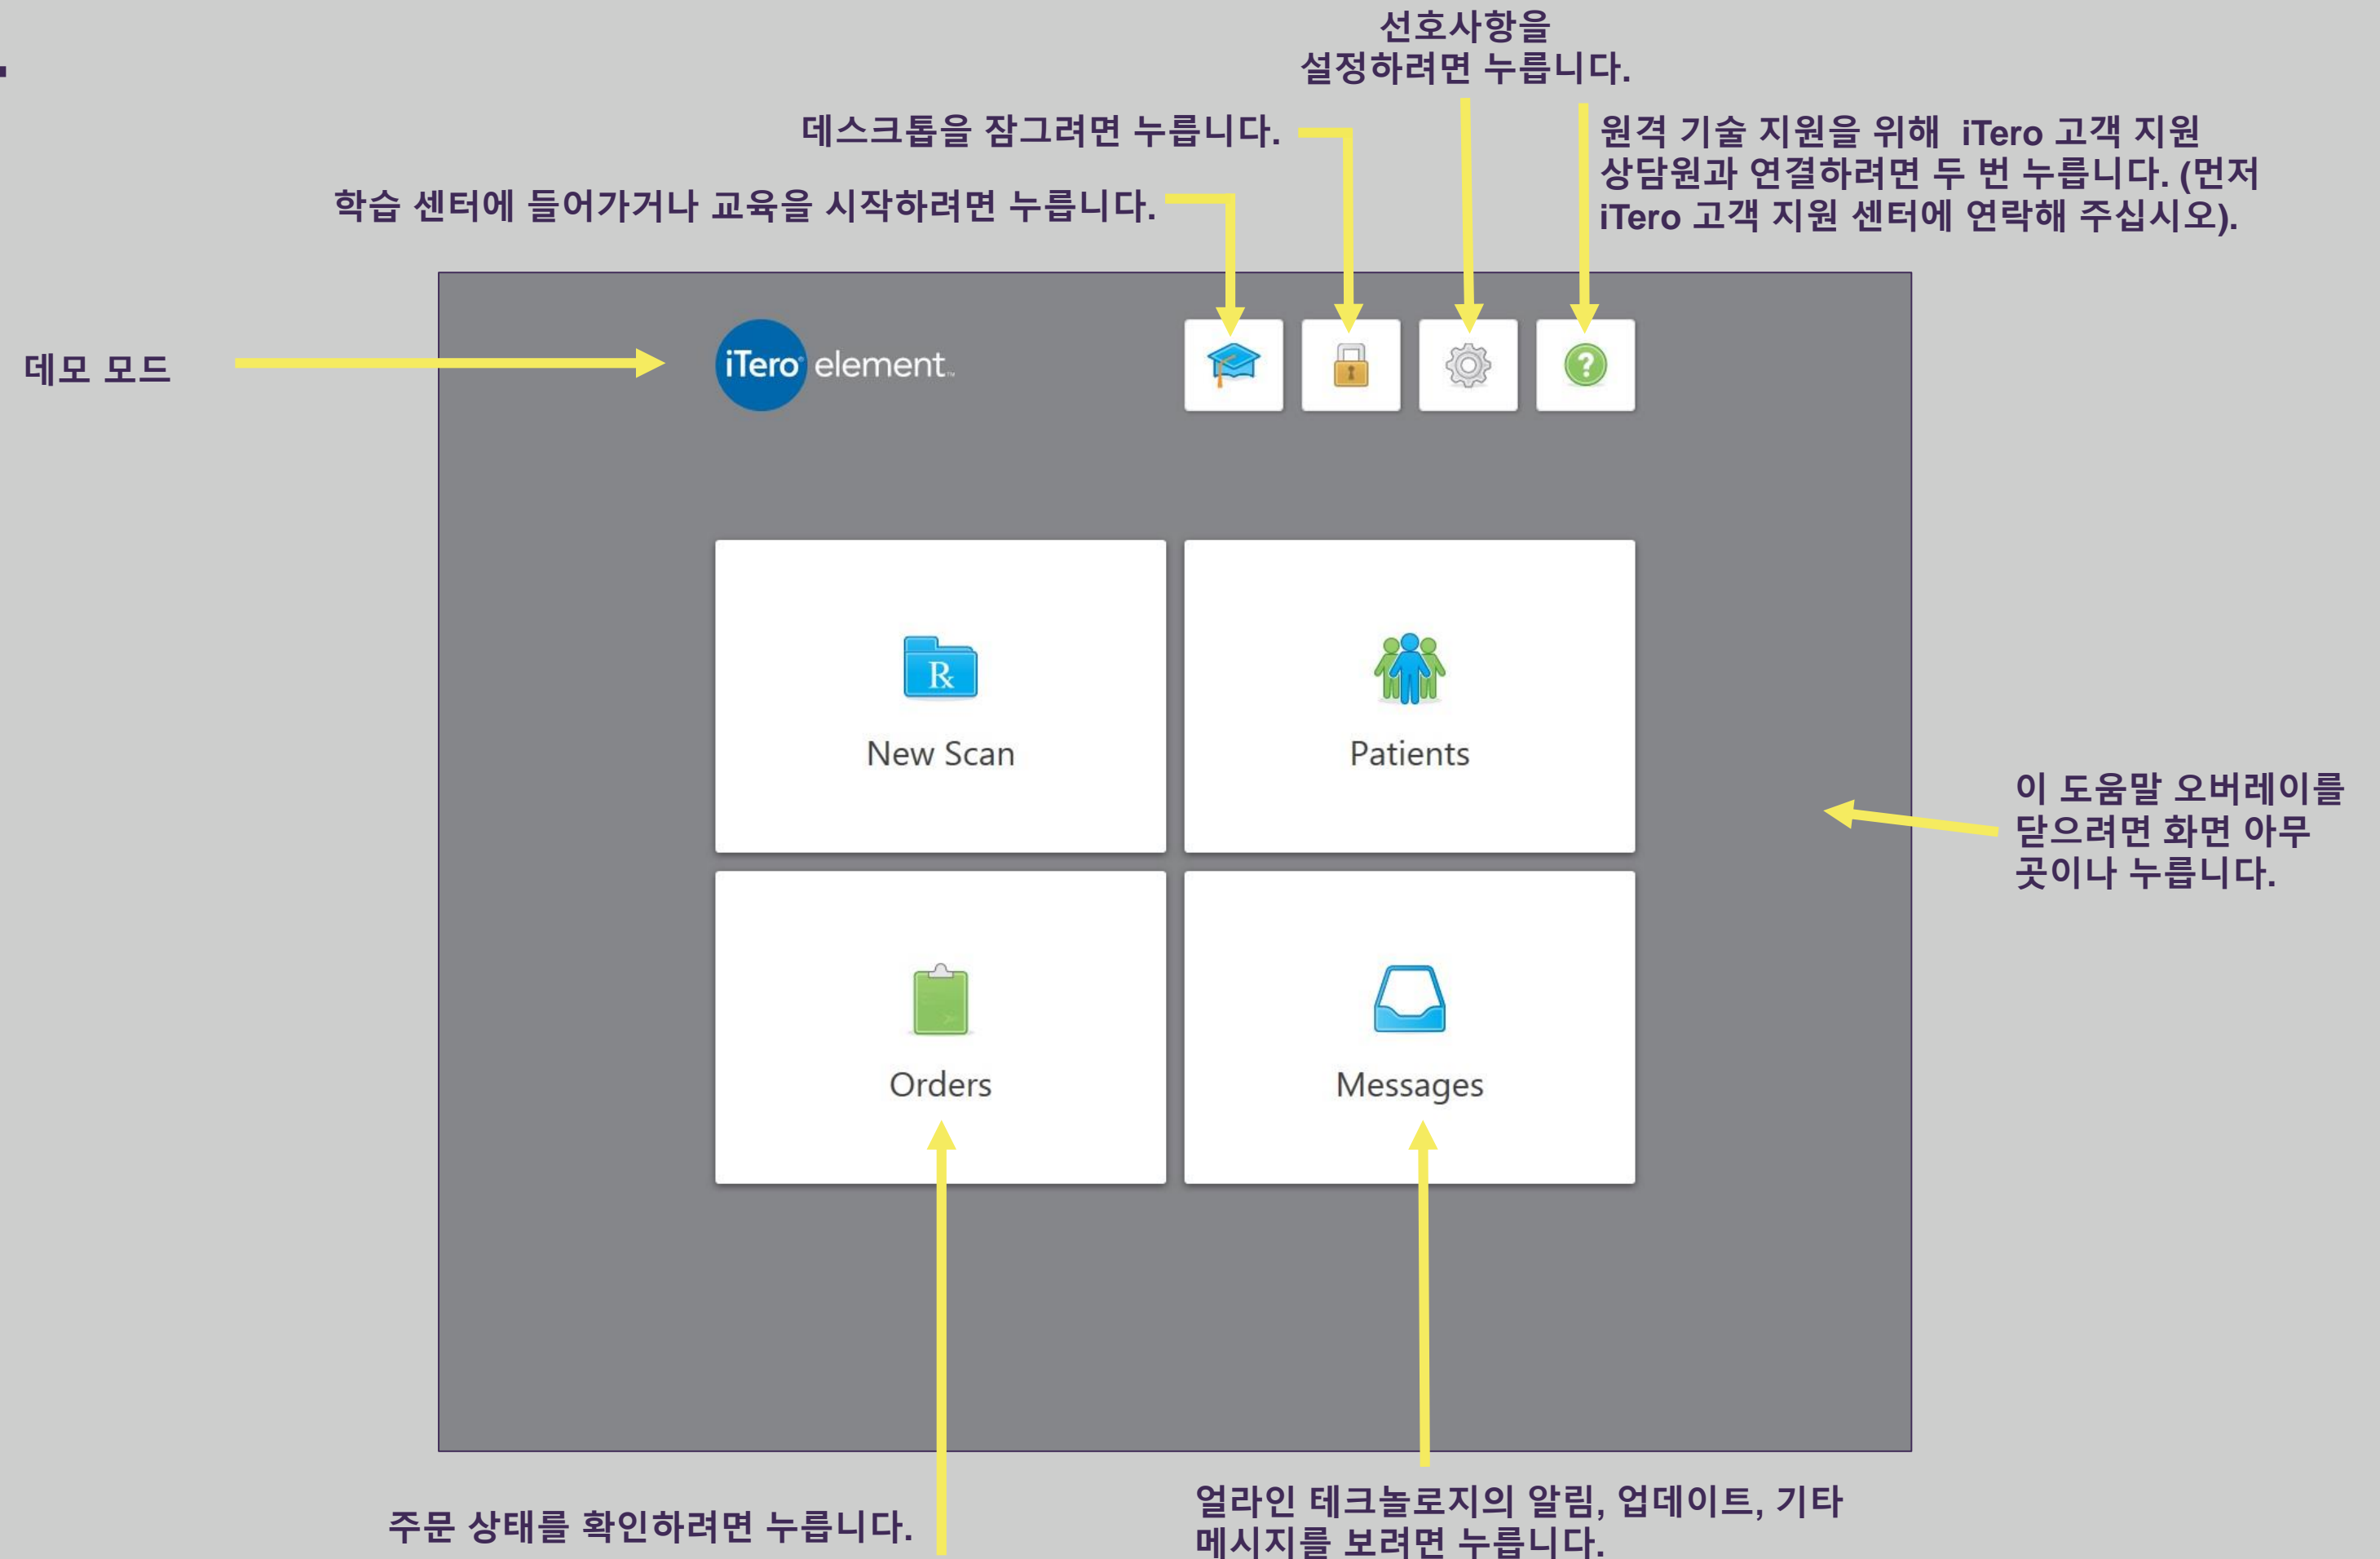 선호사항을
설정하려면 누릅니다.
데스크톱을 잠그려면 누릅니다.
원격 기술 지원을 위해  iTero 고객 지원
상담원과 연결하려면 두 번 누릅니다. (먼저
iTero 고객 지원 센터에 연락해 주십시오).
학습 센터에 들어가거나 교육을 시작하려면 누릅니다.
데모 모드
iTero® element™
?
Rx
New Scan
Patients
이 도움말 오버레이를
닫으려면 화면 아무
곳이나 누릅니다.
Orders
Messages
주문 상태를 확인하려면 누릅니다.
얼라인 테크놀로지의 알림, 업데이트, 기타
메시지를 보려면 누릅니다.